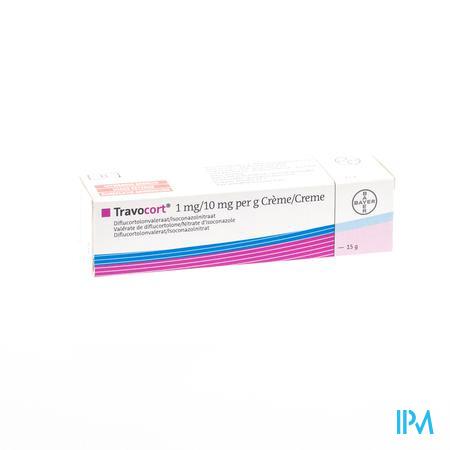 Travocort® 1 mg/10 mg per g Crème/Creme
Diflucortolonvaleraat/Isoconazolnitraat
Valérate de diflucortolone/Nitrate d'isoconazole
Diflucortolonvalerat/Isoconazolnitrat
BAYER
BAYER
15 g
IPM